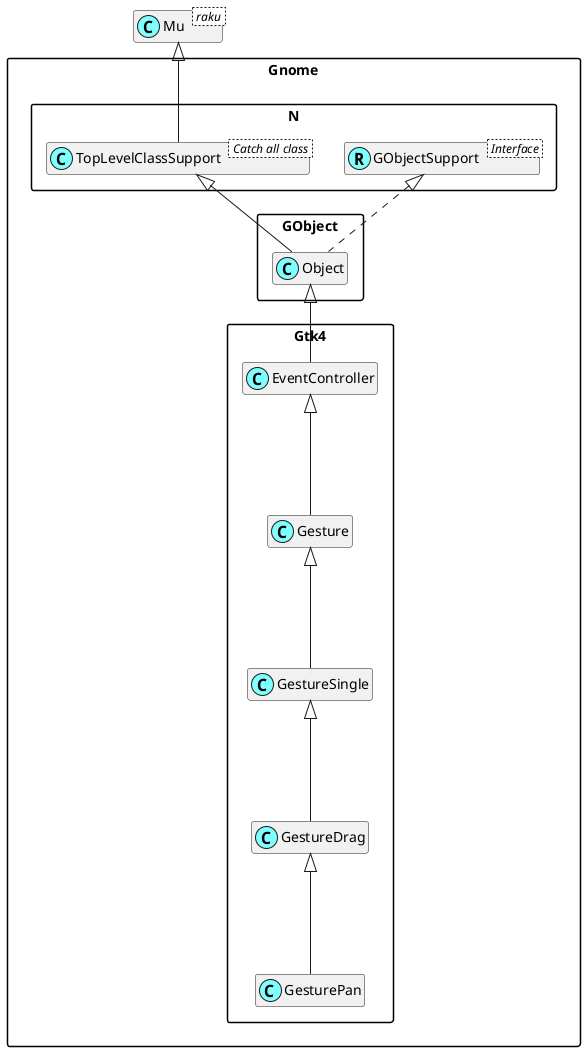 C Mu raku
Gnome
N
C TopLevelClassSupport Catch all class
R GObjectSupport Interface
GObject
C Object
Gtk4
C EventController
C Gesture
C GestureSingle
C GestureDrag
C GesturePan